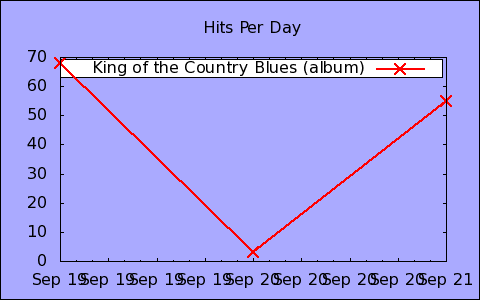 Hits Per Day
70
King of the Country Blues (album)
60
50
40
30
20
10
0
Sep 19 Sep 19 Sep 19 Sep 19 Sep 20 Sep 20 Sep 20 Sep 20 Sep 21